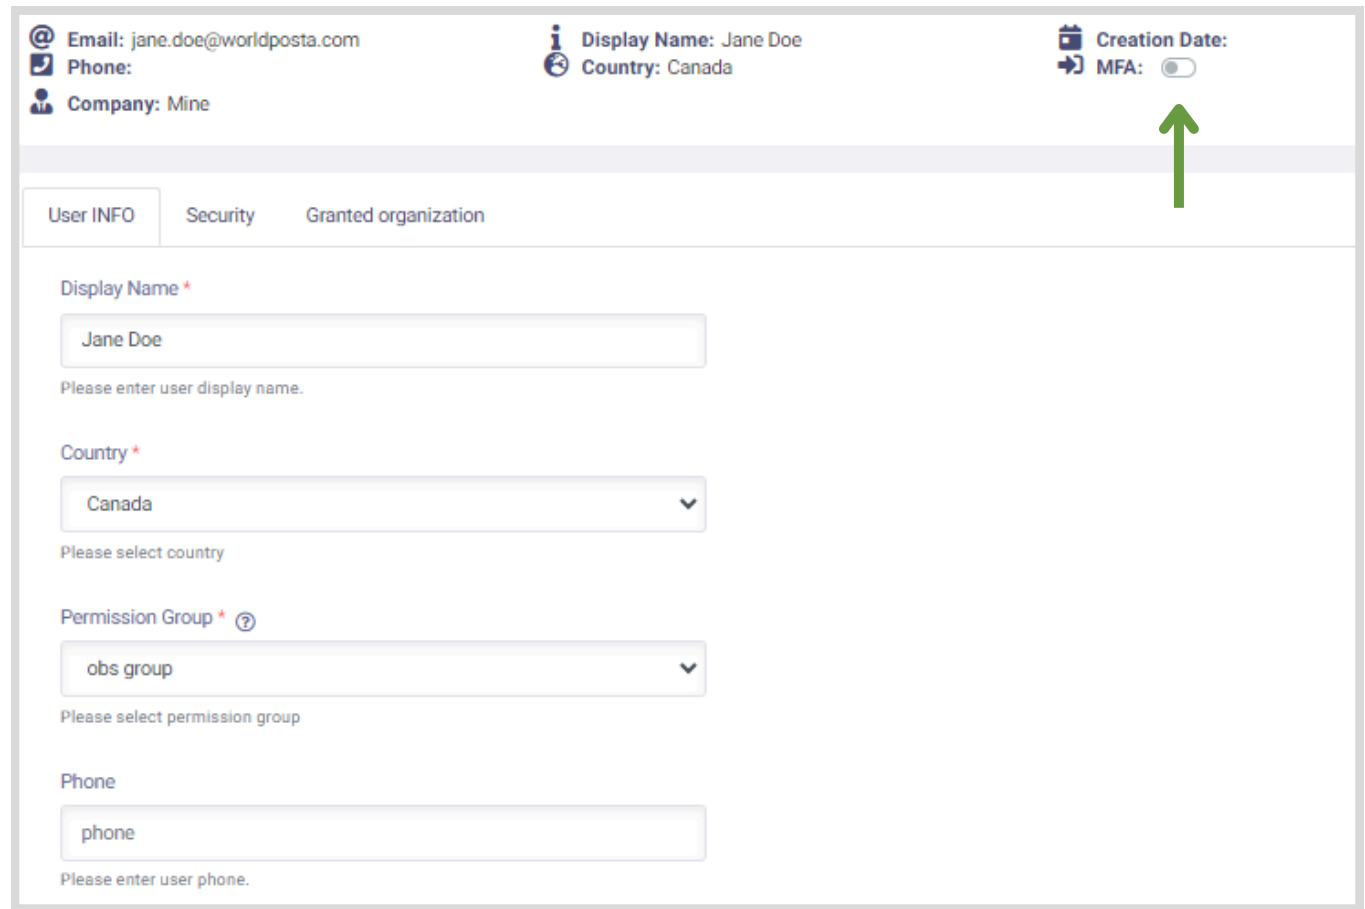 Email: jane.doe@worldposta.com
Display Name: Jane Doe
Creation Date:
Phone:
Country: Canada
MFA:
Company: Mine
User INFO
Security
Granted organization
Display Name *
Jane Doe
Please enter user display name.
Country *
Canada
Please select country
Permission Group *
obs group
Please select permission group
Phone
phone
Please enter user phone.